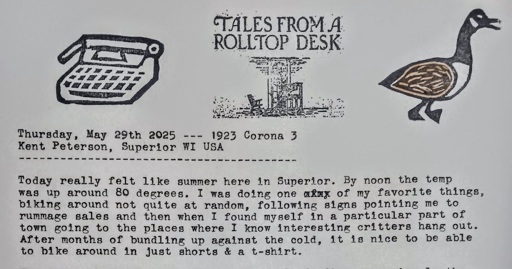 TALES FROM A
ROLLTOP DESK
Thursday, May 29th 2025 --- 1923 Corona 3
Kent Peterson, Superior WI USA
----------------------------------------
Today really felt like summer here in Superior. By noon the temp
was up around 80 degrees. I was doing one of my favorite things,
biking around not quite at random, following signs pointing me to
rummage sales and then when I found myself in a particular part of
town going to the places where I know interesting critters hang out.
After months of bundling up against the cold, it is nice to be able
to bike around in just shorts & a t-shirt.